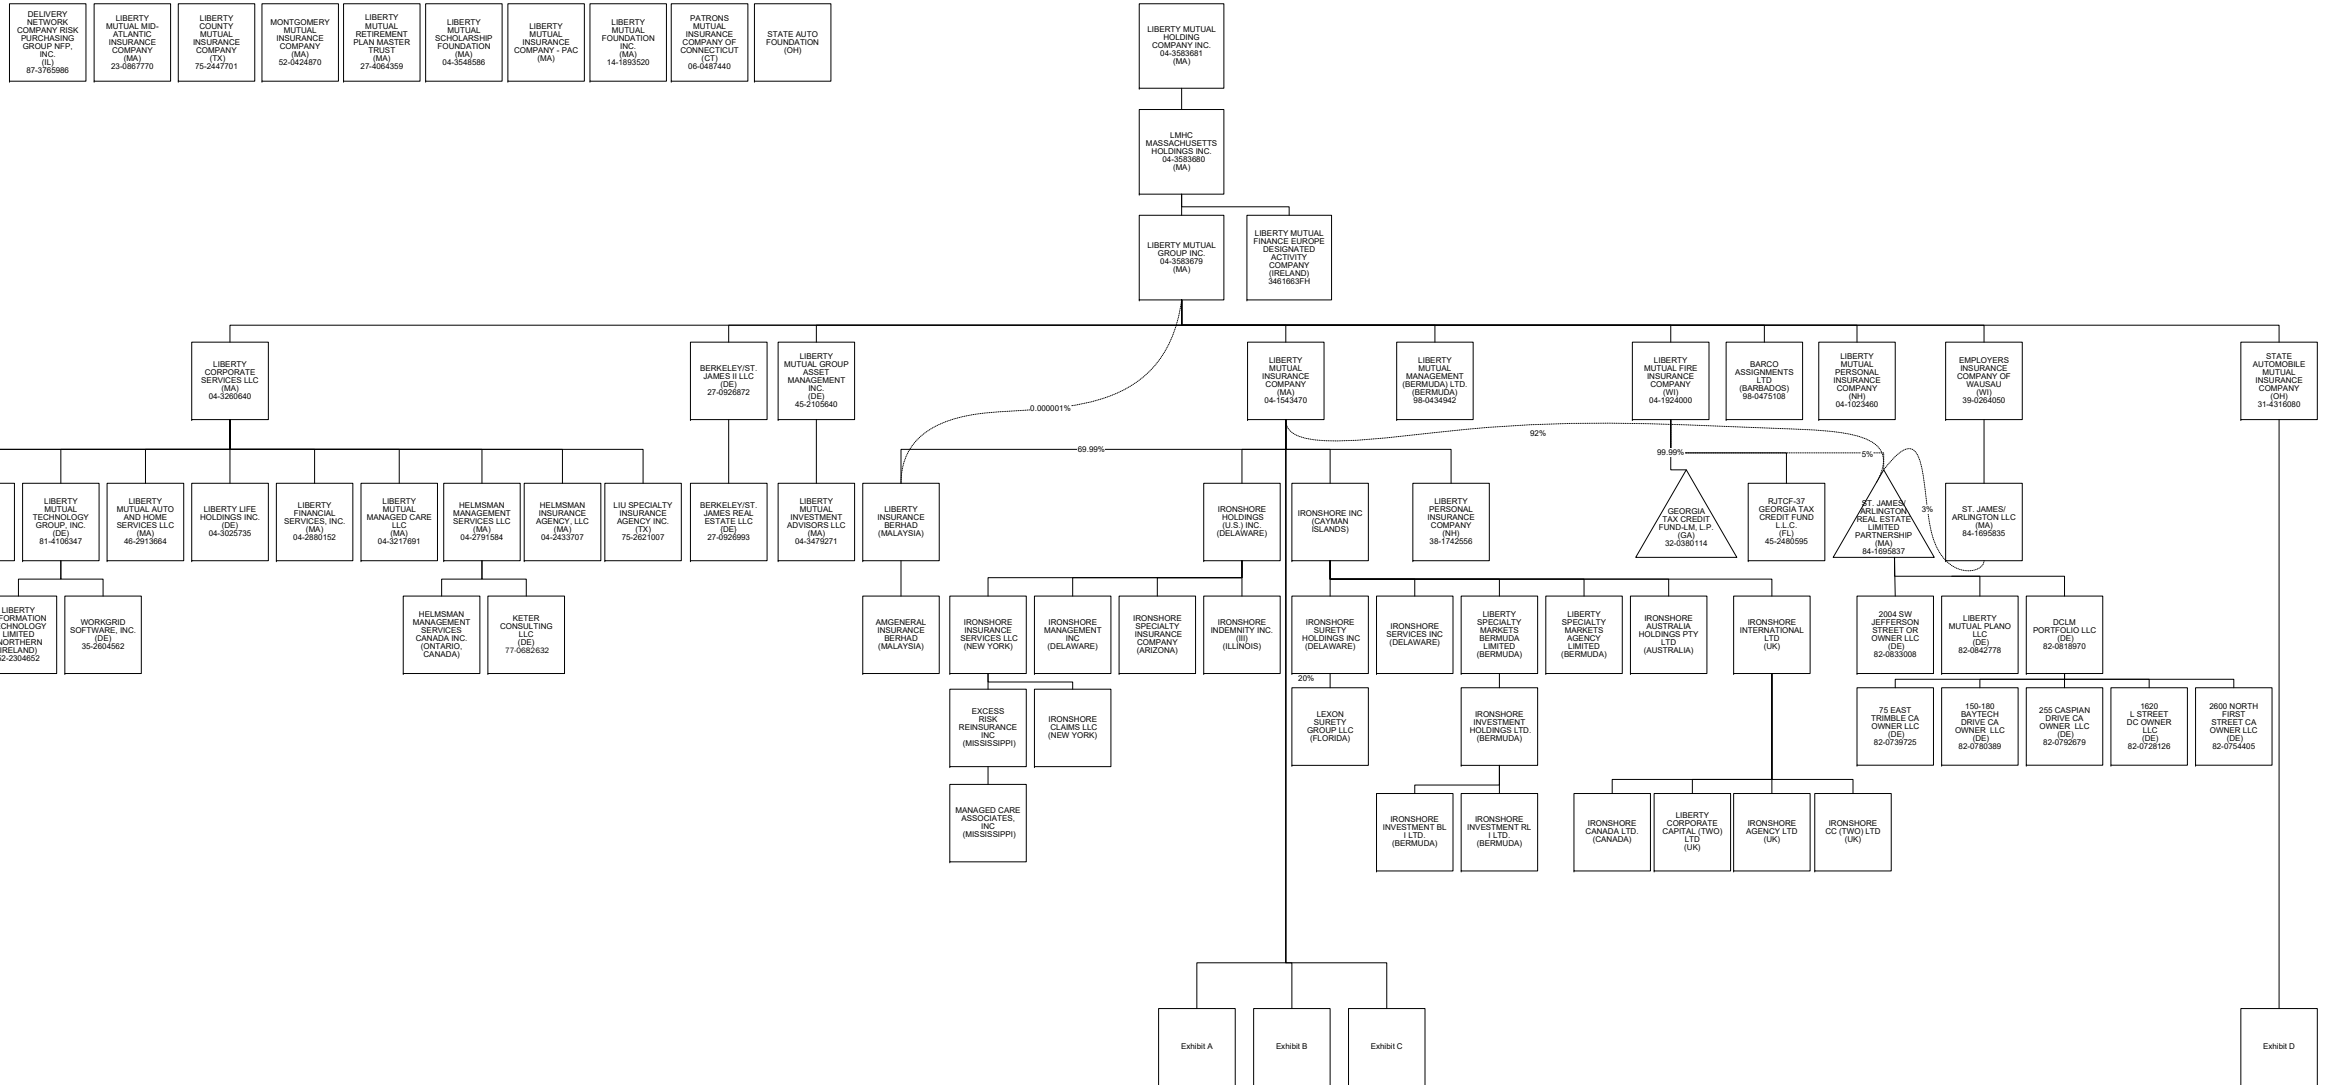 DELIVERY
NETWORK
COMPANY RISK
PURCHASING
GROUP NFP,
INC.
(IL)
87-3765986
LIBERTY
MUTUAL MID-
ATLANTIC
INSURANCE
COMPANY
(MA)
23-0867770
LIBERTY
COUNTY
MUTUAL
INSURANCE
COMPANY
(TX)
75-2447701
MONTGOMERY
MUTUAL
INSURANCE
COMPANY
(MA)
52-0424870
LIBERTY
MUTUAL
RETIREMENT
PLAN MASTER
TRUST
(MA)
27-4064359
LIBERTY
MUTUAL
SCHOLARSHIP
FOUNDATION
(MA)
04-3548586
LIBERTY
MUTUAL
INSURANCE
COMPANY - PAC
(MA)
LIBERTY
MUTUAL
FOUNDATION
INC.
(MA)
14-1893520
PATRONS
MUTUAL
INSURANCE
COMPANY OF
CONNECTICUT
(CT)
06-0487440
STATE AUTO
FOUNDATION
(OH)
LIBERTY MUTUAL
HOLDING
COMPANY INC.
04-3583681
(MA)
LMHC
MASSACHUSETTS
HOLDINGS INC.
04-3583680
(MA)
LIBERTY MUTUAL
GROUP INC.
04-3583679
(MA)
LIBERTY MUTUAL
FINANCE EUROPE
DESIGNATED
ACTIVITY
COMPANY
(IRELAND)
3461663FH
LIBERTY
CORPORATE
SERVICES LLC
(MA)
04-3260640
BERKELEY/ST.
JAMES II LLC
(DE)
27-0926872
LIBERTY
MUTUAL GROUP
ASSET
MANAGEMENT
INC.
(DE)
45-2105640
LIBERTY
MUTUAL
INSURANCE
COMPANY
(MA)
04-1543470
LIBERTY
MUTUAL
MANAGEMENT
(BERMUDA) LTD.
(BERMUDA)
98-0434942
LIBERTY
MUTUAL FIRE
INSURANCE
COMPANY
(WI)
04-1924000
BARCO
ASSIGNMENTS
LTD
(BARBADOS)
98-0475108
LIBERTY
MUTUAL
PERSONAL
INSURANCE
COMPANY
(NH)
04-1023460
EMPLOYERS
INSURANCE
COMPANY OF
WAUSAU
(WI)
39-0264050
STATE
AUTOMOBILE
MUTUAL
INSURANCE
COMPANY
(OH)
31-4316080
0.000001%
92%
69.99%
99.99%
5%
3%
LIBERTY
MUTUAL
TECHNOLOGY
GROUP, INC.
(DE)
81-4106347
LIBERTY
MUTUAL AUTO
AND HOME
SERVICES LLC
(MA)
46-2913664
LIBERTY LIFE
HOLDINGS INC.
(DE)
04-3025735
LIBERTY
FINANCIAL
SERVICES, INC.
(MA)
04-2880152
LIBERTY
MUTUAL
MANAGED CARE
LLC
(MA)
04-3217691
HELMSMAN
MANAGEMENT
SERVICES LLC
(MA)
04-2791584
HELMSMAN
INSURANCE
AGENCY, LLC
(MA)
04-2433707
LIU SPECIALTY
INSURANCE
AGENCY INC.
(TX)
75-2621007
BERKELEY/ST.
JAMES REAL
ESTATE LLC
(DE)
27-0926993
LIBERTY
MUTUAL
INVESTMENT
ADVISORS LLC
(MA)
04-3479271
LIBERTY
INSURANCE
BERHAD
(MALAYSIA)
IRONSHORE
HOLDINGS
(U.S.) INC.
(DELAWARE)
IRONSHORE INC
(CAYMAN
ISLANDS)
LIBERTY
PERSONAL
INSURANCE
COMPANY
(NH)
38-1742556
GEORGIA
TAX CREDIT
FUND-LM, L.P.
(GA)
32-0380114
RJTCF-37
GEORGIA TAX
CREDIT FUND
L.L.C.
(FL)
45-2480595
ST. JAMES/
ARLINGTON
REAL ESTATE
LIMITED
PARTNERSHIP
(MA)
84-1695837
ST. JAMES/
ARLINGTON LLC
(MA)
84-1695835
LIBERTY
FORMATION
CHNOLOGY
LIMITED
NORTHERN
IRELAND)
52-2304652
WORKGRID
SOFTWARE, INC.
(DE)
35-2604562
HELMSMAN
MANAGEMENT
SERVICES
CANADA INC.
(ONTARIO,
CANADA)
KETER
CONSULTING
LLC
(DE)
77-0682632
AMGENERAL
INSURANCE
BERHAD
(MALAYSIA)
IRONSHORE
INSURANCE
SERVICES LLC
(NEW YORK)
IRONSHORE
MANAGEMENT
INC
(DELAWARE)
IRONSHORE
SPECIALTY
INSURANCE
COMPANY
(ARIZONA)
IRONSHORE
INDEMNITY INC.
(III)
(ILLINOIS)
IRONSHORE
SURETY
HOLDINGS INC
(DELAWARE)
IRONSHORE
SERVICES INC
(DELAWARE)
LIBERTY
SPECIALTY
MARKETS
BERMUDA
LIMITED
(BERMUDA)
LIBERTY
SPECIALTY
MARKETS
AGENCY
LIMITED
(BERMUDA)
IRONSHORE
AUSTRALIA
HOLDINGS PTY
LTD
(AUSTRALIA)
IRONSHORE
INTERNATIONAL
LTD
(UK)
2004 SW
JEFFERSON
STREET OR
OWNER LLC
(DE)
82-0833008
LIBERTY
MUTUAL PLANO
LLC
(DE)
82-0842778
DCLM
PORTFOLIO LLC
(DE)
82-0818970
20%
EXCESS
RISK
REINSURANCE
INC
(MISSISSIPPI)
IRONSHORE
CLAIMS LLC
(NEW YORK)
LEXON
SURETY
GROUP LLC
(FLORIDA)
IRONSHORE
INVESTMENT
HOLDINGS LTD.
(BERMUDA)
75 EAST
TRIMBLE CA
OWNER LLC
(DE)
82-0739725
150-180
BAYTECH
DRIVE CA
OWNER LLC
(DE)
82-0780389
255 CASPIAN
DRIVE CA
OWNER LLC
(DE)
82-0792679
1620
L STREET
DC OWNER
LLC
(DE)
82-0728126
2600 NORTH
FIRST
STREET CA
OWNER LLC
(DE)
82-0754405
MANAGED CARE
ASSOCIATES,
INC
(MISSISSIPPI)
IRONSHORE
INVESTMENT BL
I LTD.
(BERMUDA)
IRONSHORE
INVESTMENT RL
I LTD.
(BERMUDA)
IRONSHORE
CANADA LTD.
(CANADA)
LIBERTY
CORPORATE
CAPITAL (TWO)
LTD
(UK)
IRONSHORE
AGENCY LTD
(UK)
IRONSHORE
CC (TWO) LTD
(UK)
Exhibit A
Exhibit B
Exhibit C
Exhibit D